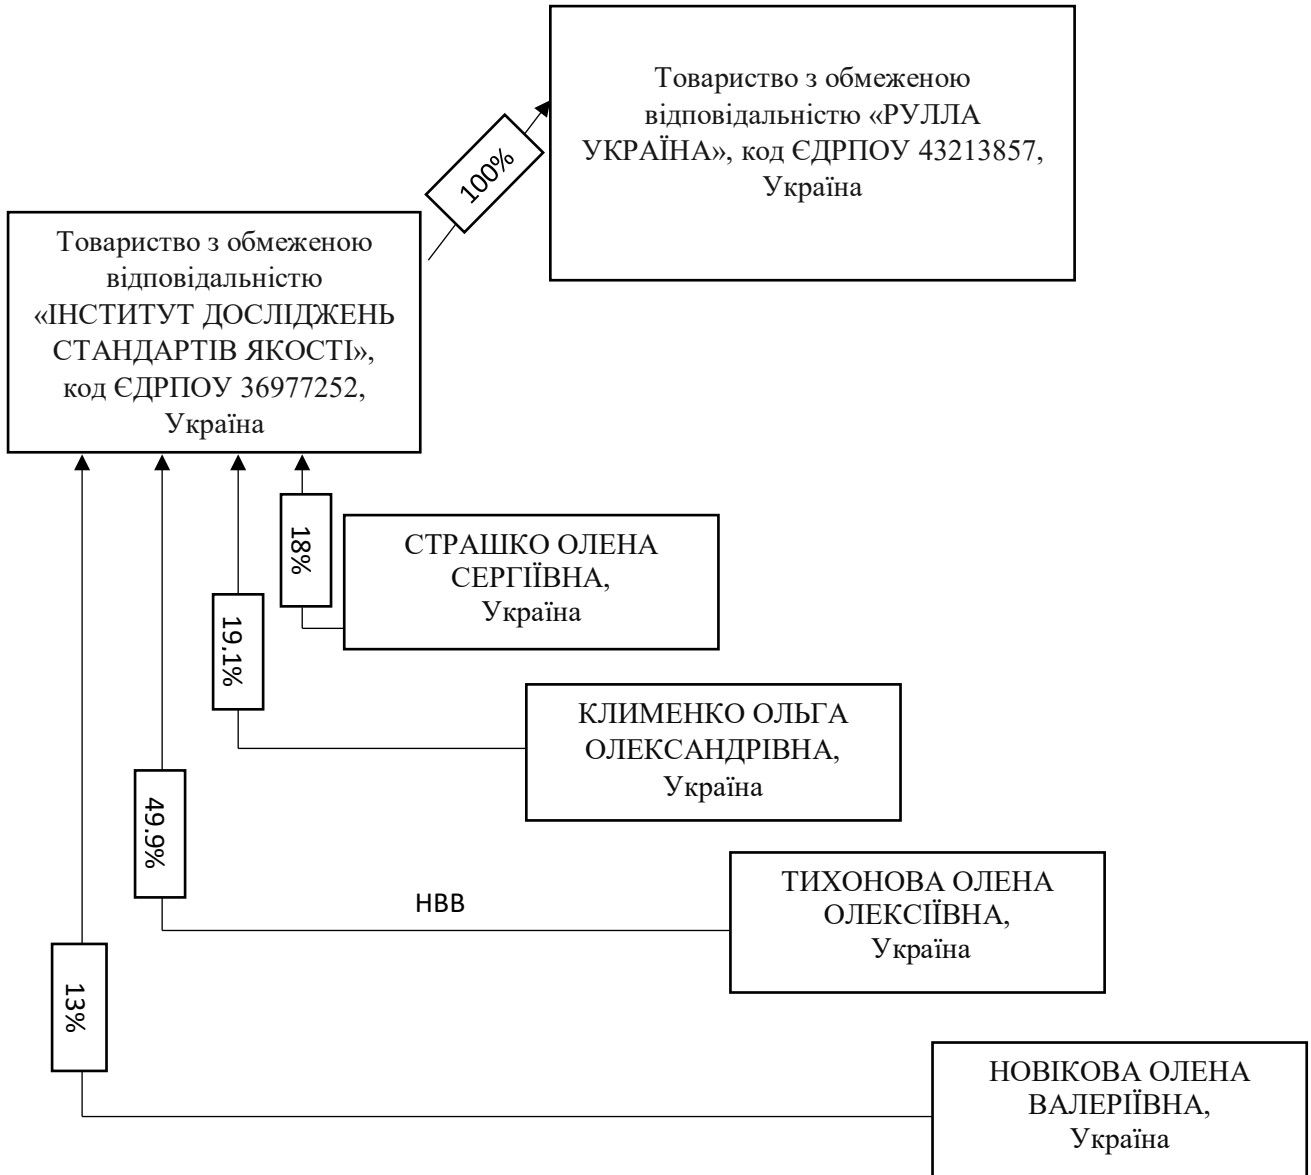 Товариство з обмеженою
відповідальністю «РУЛЛА
УКРАЇНА», код ЄДРПОУ 43213857,
Україна
100%
Товариство з обмеженою
відповідальністю
«ІНСТИТУТ ДОСЛІДЖЕНЬ
СТАНДАРТІВ ЯКОСТІ»,
код ЄДРПОУ 36977252,
Україна
18%
СТРАШКО ОЛЕНА
СЕРГІЇВНА,
Україна
19,1%
КЛИМЕНКО ОЛЬГА
ОЛЕКСАНДРІВНА,
Україна
49.9%
НВВ
ТИХОНОВА ОЛЕНА
ОЛЕКСІЇВНА,
Україна
13%
НОВІКОВА ОЛЕНА
ВАЛЕРІЇВНА,
Україна